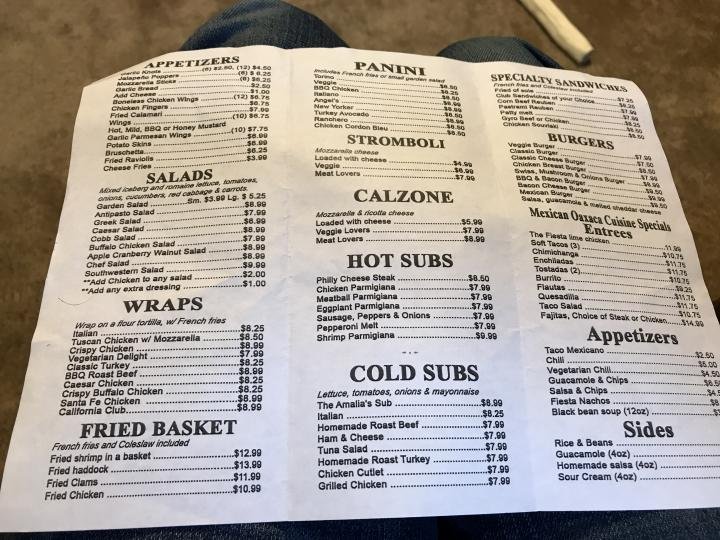 APPETIZERS
Garlic Knots (6) $2.50, (12) $4.50
Jalapeño Poppers (6) $6.25
Mozzarella Sticks (6) $6.25
Garlic Bread $2.50
Add Cheese $1.00
Boneless Chicken Wings (12) $6.75
Chicken Fingers $6.75
Fried Calamari $7.99
Wings (10) $6.75
Hot, Mild, BBQ or Honey Mustard
Garlic Parmesan Wings (10) $7.75
Potato Skins $6.99
Bruschetta $6.99
Fried Raviolis $6.25
Cheese Fries $3.99
SALADS
Mixed iceberg and romaine lettuce, tomatoes,
onions, cucumbers, red cabbage & carrots.
Garden Salad Sm. $3.99 Lg. $ 5.25
Antipasto Salad $8.99
Greek Salad $7.99
Caesar Salad $6.99
Cobb Salad $8.99
Buffalo Chicken Salad $7.99
Apple Cranberry Walnut Salad $8.99
Chef Salad $8.99
Southwestern Salad $9.99
**Add Chicken to any salad $2.00
**Add any extra dressing $1.00
WRAPS
Wrap on a flour tortilla, w/ French fries
Italian $8.25
Tuscan Chicken w/ Mozzarella $8.50
Crispy Chicken $8.99
Vegetarian Delight $7.99
Classic Turkey $8.25
BBQ Roast Beef $8.99
Caesar Chicken $8.25
Crispy Buffalo Chicken $8.25
Santa Fe Chicken $8.99
California Club $8.99
FRIED BASKET
French fries and Coleslaw included
Fried shrimp in a basket $12.99
Fried haddock $13.99
Fried Clams $11.99
Fried Chicken $10.99
PANINI
Includes French fries or small garden salad
Torino $8.50
Veggie
BBQ Chicken
Italiano
Angel's
New Yorker
Turkey Avocado
Ranchero
Chicken Cordon Bleu $8.50
STROMBOLI
Mozzarella cheese
Loaded with cheese $4.99
Veggie $6.99
Meat Lovers $7.99
CALZONE
Mozzarella & ricotta cheese
Loaded with cheese $5.99
Veggie Lovers $7.99
Meat Lovers $8.99
HOT SUBS
Philly Cheese Steak $8.50
Chicken Parmigiana $7.99
Meatball Parmigiana $7.99
Eggplant Parmigiana $7.99
Sausage, Peppers & Onions $7.99
Pepperoni Melt $7.99
Shrimp Parmigiana $9.99
COLD SUBS
Lettuce, tomatoes, onions & mayonnaise
The Amalia's Sub $8.99
Italian $8.25
Homemade Roast Beef $7.99
Ham & Cheese $7.99
Tuna Salad $7.99
Homemade Roast Turkey $7.99
Chicken Cutlet $7.99
Grilled Chicken $7.99
SPECIALTY SANDWICHES
French fries and Coleslaw included
Fried of sole
Club Sandwiches of your Choice $7.25
Corn Beef Reuben
Pastrami Reuben
Patty melt
Gyro Beef or Chicken
Chicken Souvlaki $8.50
BURGERS
Veggie Burger
Classic Burger $7.99
Classic Cheese Burger
Chicken Breast Burger
Swiss, Mushroom & Onions Burger
BBQ & Bacon Burger
Bacon Cheese Burger
Mexican Burger
Salsa, guacamole & melted cheddar cheese
Mexican Oaxaca Cuisine Specials
Entrees
The Fiesta lime chicken 11.99
Soft Tacos (3) $10.75
Chimichanga $11.75
Enchiladas $11.75
Tostadas (2) $10.75
Burrito
Flautas $9.25
Quesadilla $11.75
Taco Salad $11.75
Fajitas, Choice of Steak or Chicken $14.99
Appetizers
Taco Mexicano $2.50
Chili $5.00
Vegetarian Chili $4.50
Guacamole & Chips
Salsa & Chips
Fiesta Nachos
Black bean soup (12oz)
Sides
Rice & Beans
Guacamole (4oz)
Homemade salsa (4oz)
Sour Cream (4oz)